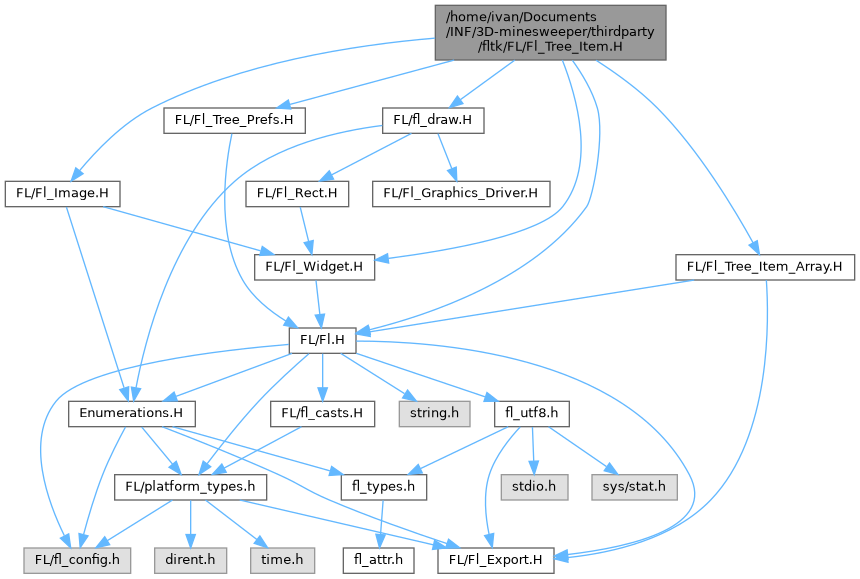 /home/ivan/Documents
/INF/3D-minesweeper/thirdparty
/fltk/FL/Fl_Tree_Item.H
FL/Fl_Tree_Prefs.H
FL/fl_draw.H
FL/Fl_Image.H
FL/Fl_Rect.H
FL/Fl_Graphics_Driver.H
FL/Fl_Widget.H
FL/Fl_Tree_Item_Array.H
FL/Fl.H
Enumerations.H
FL/fl_casts.H
string.h
fl_utf8.h
FL/platform_types.h
fl_types.h
stdio.h
sys/stat.h
FL/fl_config.h
dirent.h
time.h
fl_attr.h
FL/Fl_Export.H